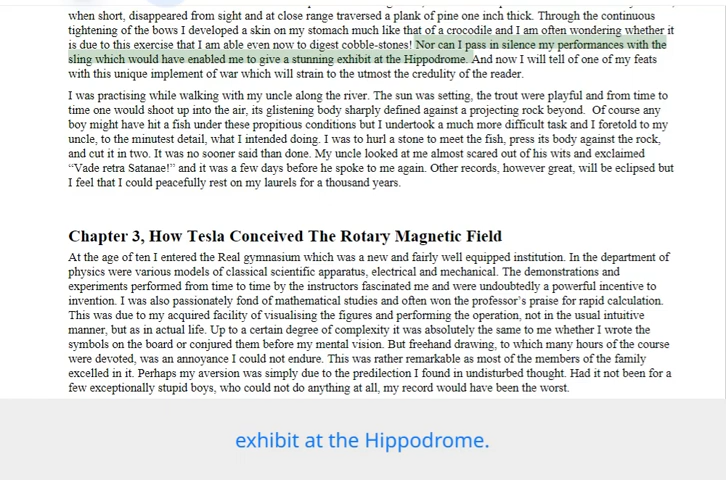 when short, disappeared from sight and at close range traversed a plank of pine one inch thick. Through the continuous
tightening of the bows I developed a skin on my stomach much like that of a crocodile and I am often wondering whether it
is due to this exercise that I am able even now to digest cobble-stones! Nor can I pass in silence my performances with the
sling which would have enabled me to give a stunning exhibit at the Hippodrome. And now I will tell of one of my feats
with this unique implement of war which will strain to the utmost the credulity of the reader.
I was practising while walking with my uncle along the river. The sun was setting, the trout were playful and from time to
time one would shoot up into the air, its glistening body sharply defined against a projecting rock beyond. Of course any
boy might have hit a fish under these propitious conditions but I undertook a much more difficult task and I foretold to my
uncle, to the minutest detail, what I intended doing. I was to hurl a stone to meet the fish, press its body against the rock,
and cut it in two. It was no sooner said than done. My uncle looked at me almost scared out of his wits and exclaimed
“Vade retra Satanae!” and it was a few days before he spoke to me again. Other records, however great, will be eclipsed but
I feel that I could peacefully rest on my laurels for a thousand years.
Chapter 3, How Tesla Conceived The Rotary Magnetic Field
At the age of ten I entered the Real gymnasium which was a new and fairly well equipped institution. In the department of
physics were various models of classical scientific apparatus, electrical and mechanical. The demonstrations and
experiments performed from time to time by the instructors fascinated me and were undoubtedly a powerful incentive to
invention. I was also passionately fond of mathematical studies and often won the professor’s praise for rapid calculation.
This was due to my acquired facility of visualising the figures and performing the operation, not in the usual intuitive
manner, but as in actual life. Up to a certain degree of complexity it was absolutely the same to me whether I wrote the
symbols on the board or conjured them before my mental vision. But freehand drawing, to which many hours of the course
were devoted, was an annoyance I could not endure. This was rather remarkable as most of the members of the family
excelled in it. Perhaps my aversion was simply due to the predilection I found in undisturbed thought. Had it not been for a
few exceptionally stupid boys, who could not do anything at all, my record would have been the worst.
exhibit at the Hippodrome.